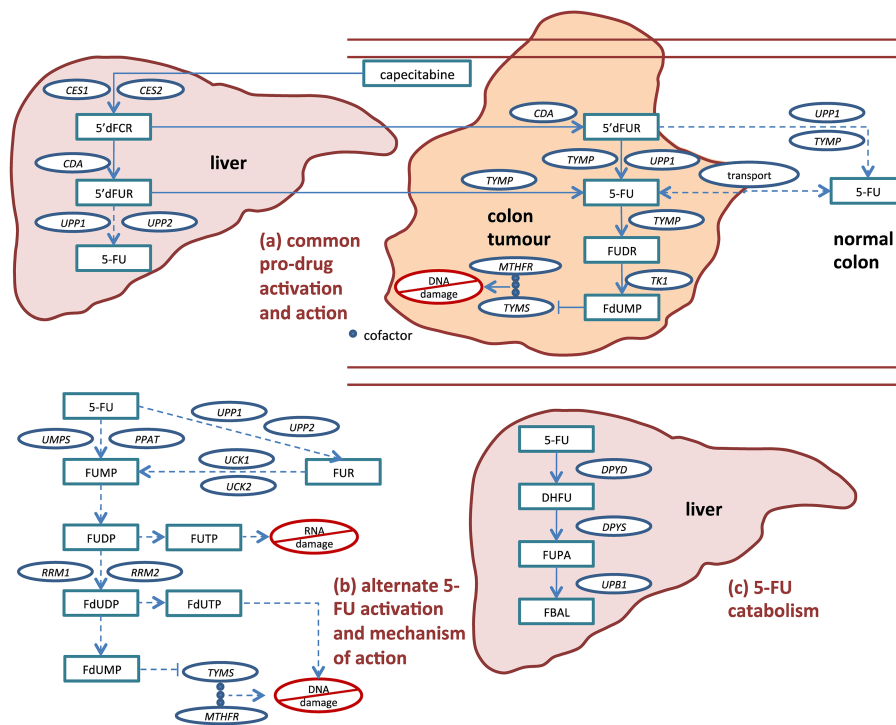 capecitabine
CES1
CES2
5'dFCR
liver
CDA
5'dFUR
UPP1
UPP2
5-FU
(a) common
pro-drug
activation
and action
cofactor
CDA
5'dFUR
UPP1
TYMP
TYMP
UPP1
TYMP
5-FU
transport
5-FU
colon
tumour
TYMP
FUDR
normal
colon
MTHFR
DNA
damage
TK1
TYMS
FdUMP
5-FU
UPP1
UPP2
UMPS
PPAT
UCK1
FUMP
FUR
UCK2
FUDP
FUTP
RNA
damage
RRM1
RRM2
FdUDP
FdUTP
(b) alternate 5-
FU activation
and mechanism
of action
FdUMP
TYMS
DNA
damage
MTHFR
5-FU
DPYD
DHFU
liver
DPYS
FUPA
UPB1
FBAL
(c) 5-FU
catabolism